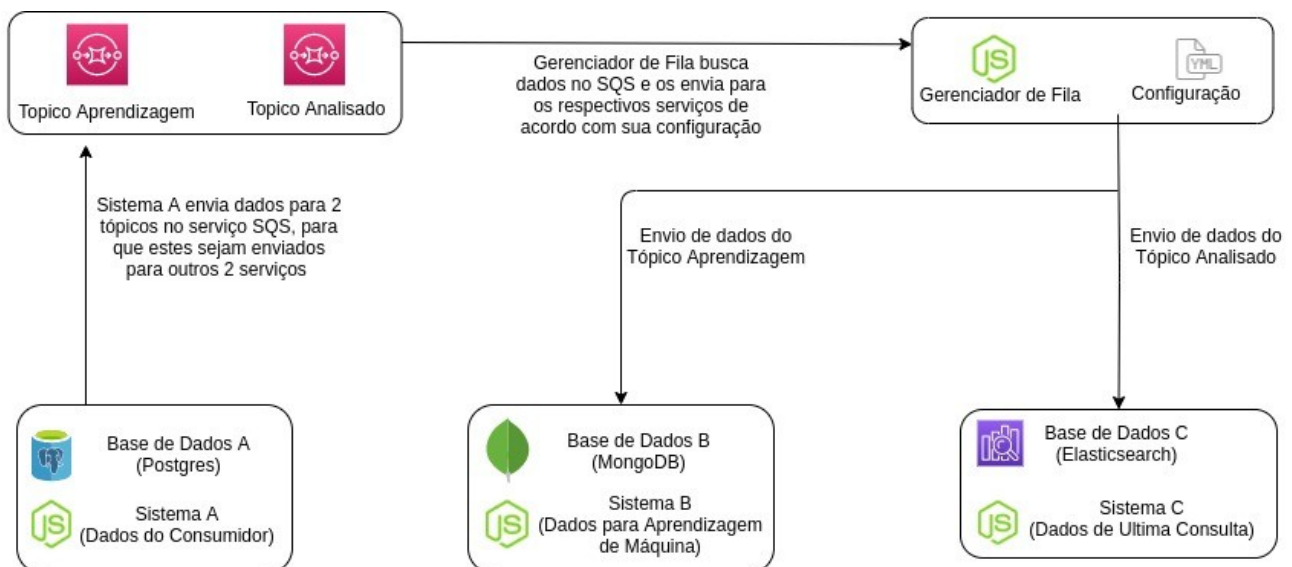 Topico Aprendizagem
Topico Analisado
Gerenciador de Fila busca
dados no SQS e os envia para
os respectivos serviços de
acordo com sua configuração
JS
Gerenciador de Fila
YML
Configuração
Sistema A envia dados para 2
tópicos no serviço SQS, para
que estes sejam enviados
para outros 2 serviços
Envio de dados do
Tópico Aprendizagem
Envio de dados do
Tópico Analisado
Base de Dados A
(Postgres)
JS
Sistema A
(Dados do Consumidor)
Base de Dados B
(MongoDB)
JS
Sistema B
(Dados para Aprendizagem
de Máquina)
Base de Dados C
(Elasticsearch)
JS
Sistema C
(Dados de Ultima Consulta)